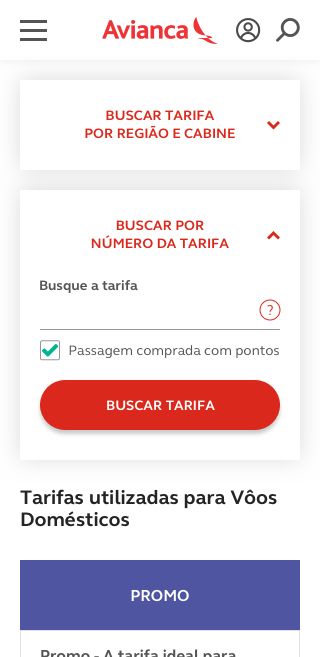 Avianca
BUSCAR TARIFA
POR REGIÃO E CABINE
BUSCAR POR
NÚMERO DA TARIFA
Busque a tarifa
?
Passagem comprada com pontos
BUSCAR TARIFA
Tarifas utilizadas para Vôos
Domésticos
PROMO
Promo - A tarifa ideal para